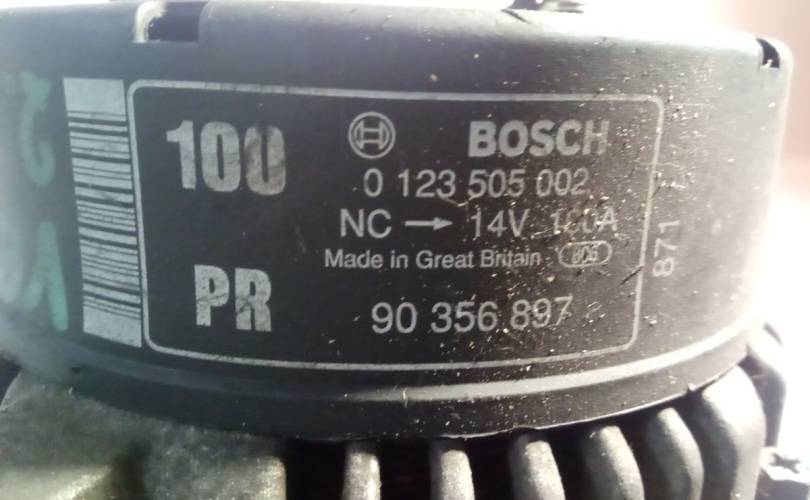 100
BOSCH
0 123 505 002
NC → 14V 100A
Made in Great Britain
PR
90 356 897
871